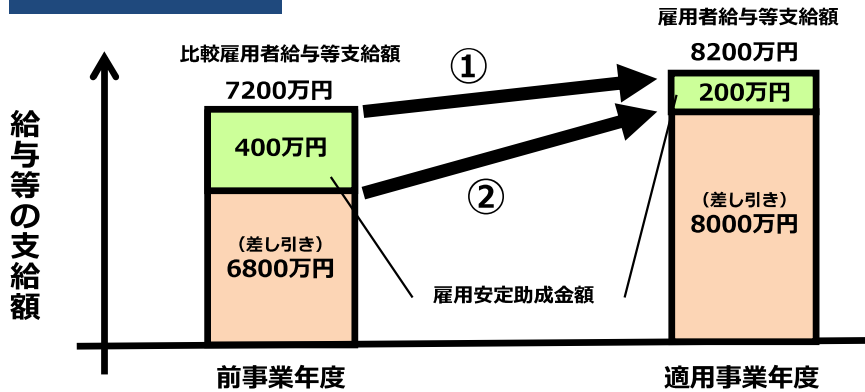 雇用者給与等支給額
8200万円
比較雇用者給与等支給額
7200万円
①
200万円
400万円
②
(差し引き)
8000万円
(差し引き)
6800万円
雇用安定助成金額
給与等の支給額
前事業年度
適用事業年度